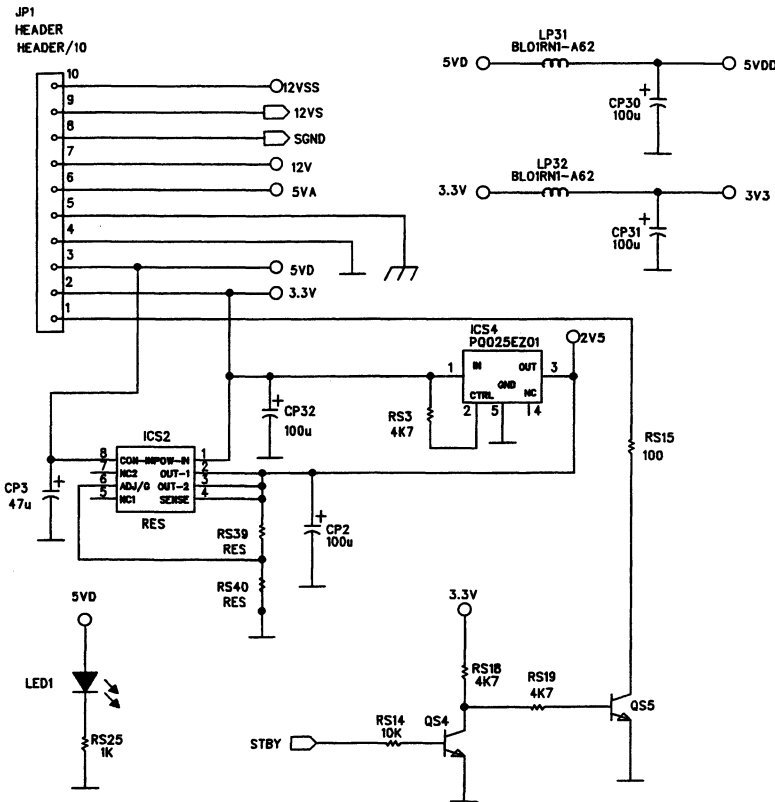 JP1
HEADER
HEADER/10
10
12VSS
9
12VS
8
SGND
7
12V
6
5VA
5
4
3
5VD
2
3.3V
1
LP31
BL01RN1-A62
5VD
5VDD
+
CP30
100u
LP32
BL01RN1-A62
3.3V
3V3
+
CP31
100u
ICS4
PQ025EZ01
2V5
1
IN
OUT
3
GND
CTRL
NC
2
5
4
RS3
4K7
+
CP32
100u
RS15
100
ICS2
8
CON-IN
POW-IN
1
7
NC2
OUT-1
2
6
ADJ/G
OUT-2
3
5
NC1
SENSE
4
RES
+
CP3
47u
RS39
RES
+
CP2
100u
RS40
RES
5VD
LED1
RS25
1K
3.3V
RS18
4K7
RS19
4K7
QS5
STBY
RS14
10K
QS4